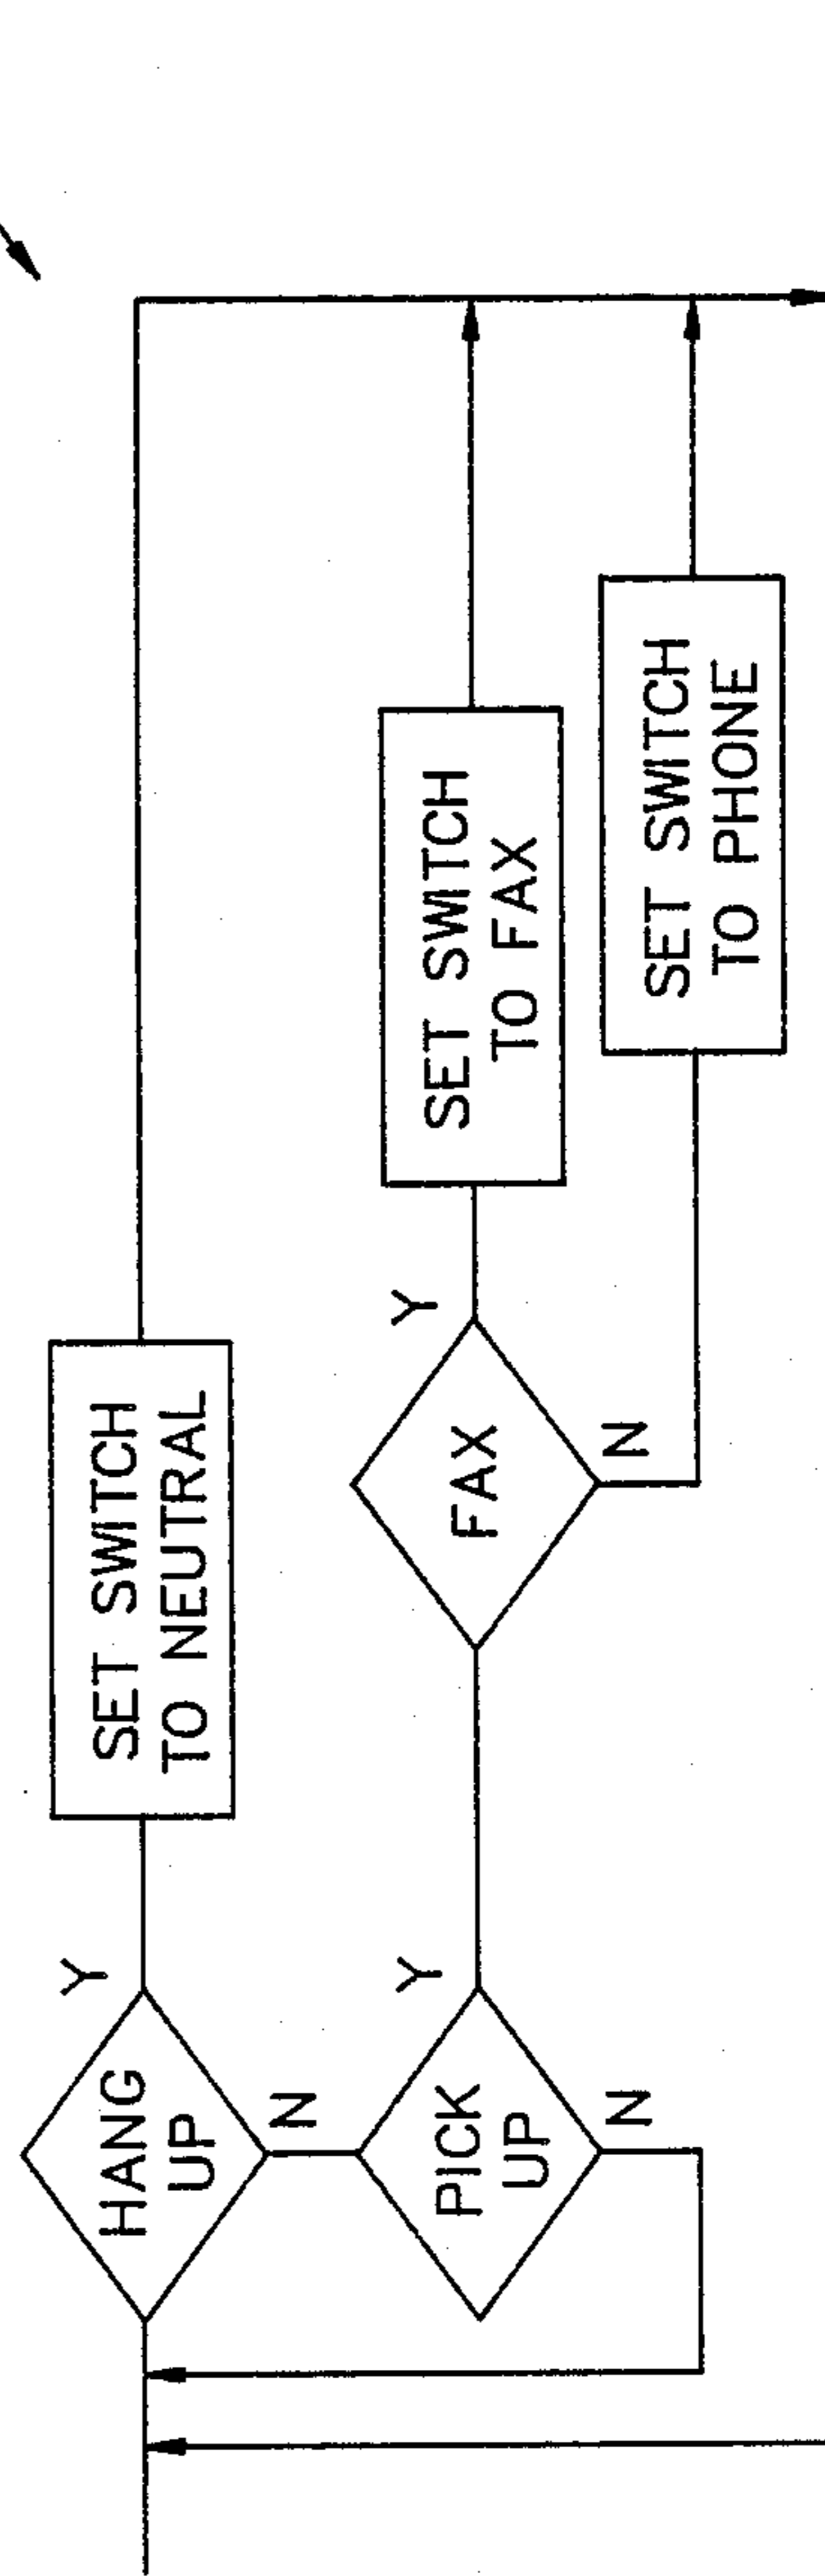 HANG
UP
Y
N
SET SWITCH
TO NEUTRAL
PICK
UP
Y
N
FAX
Y
N
SET SWITCH
TO FAX
SET SWITCH
TO PHONE